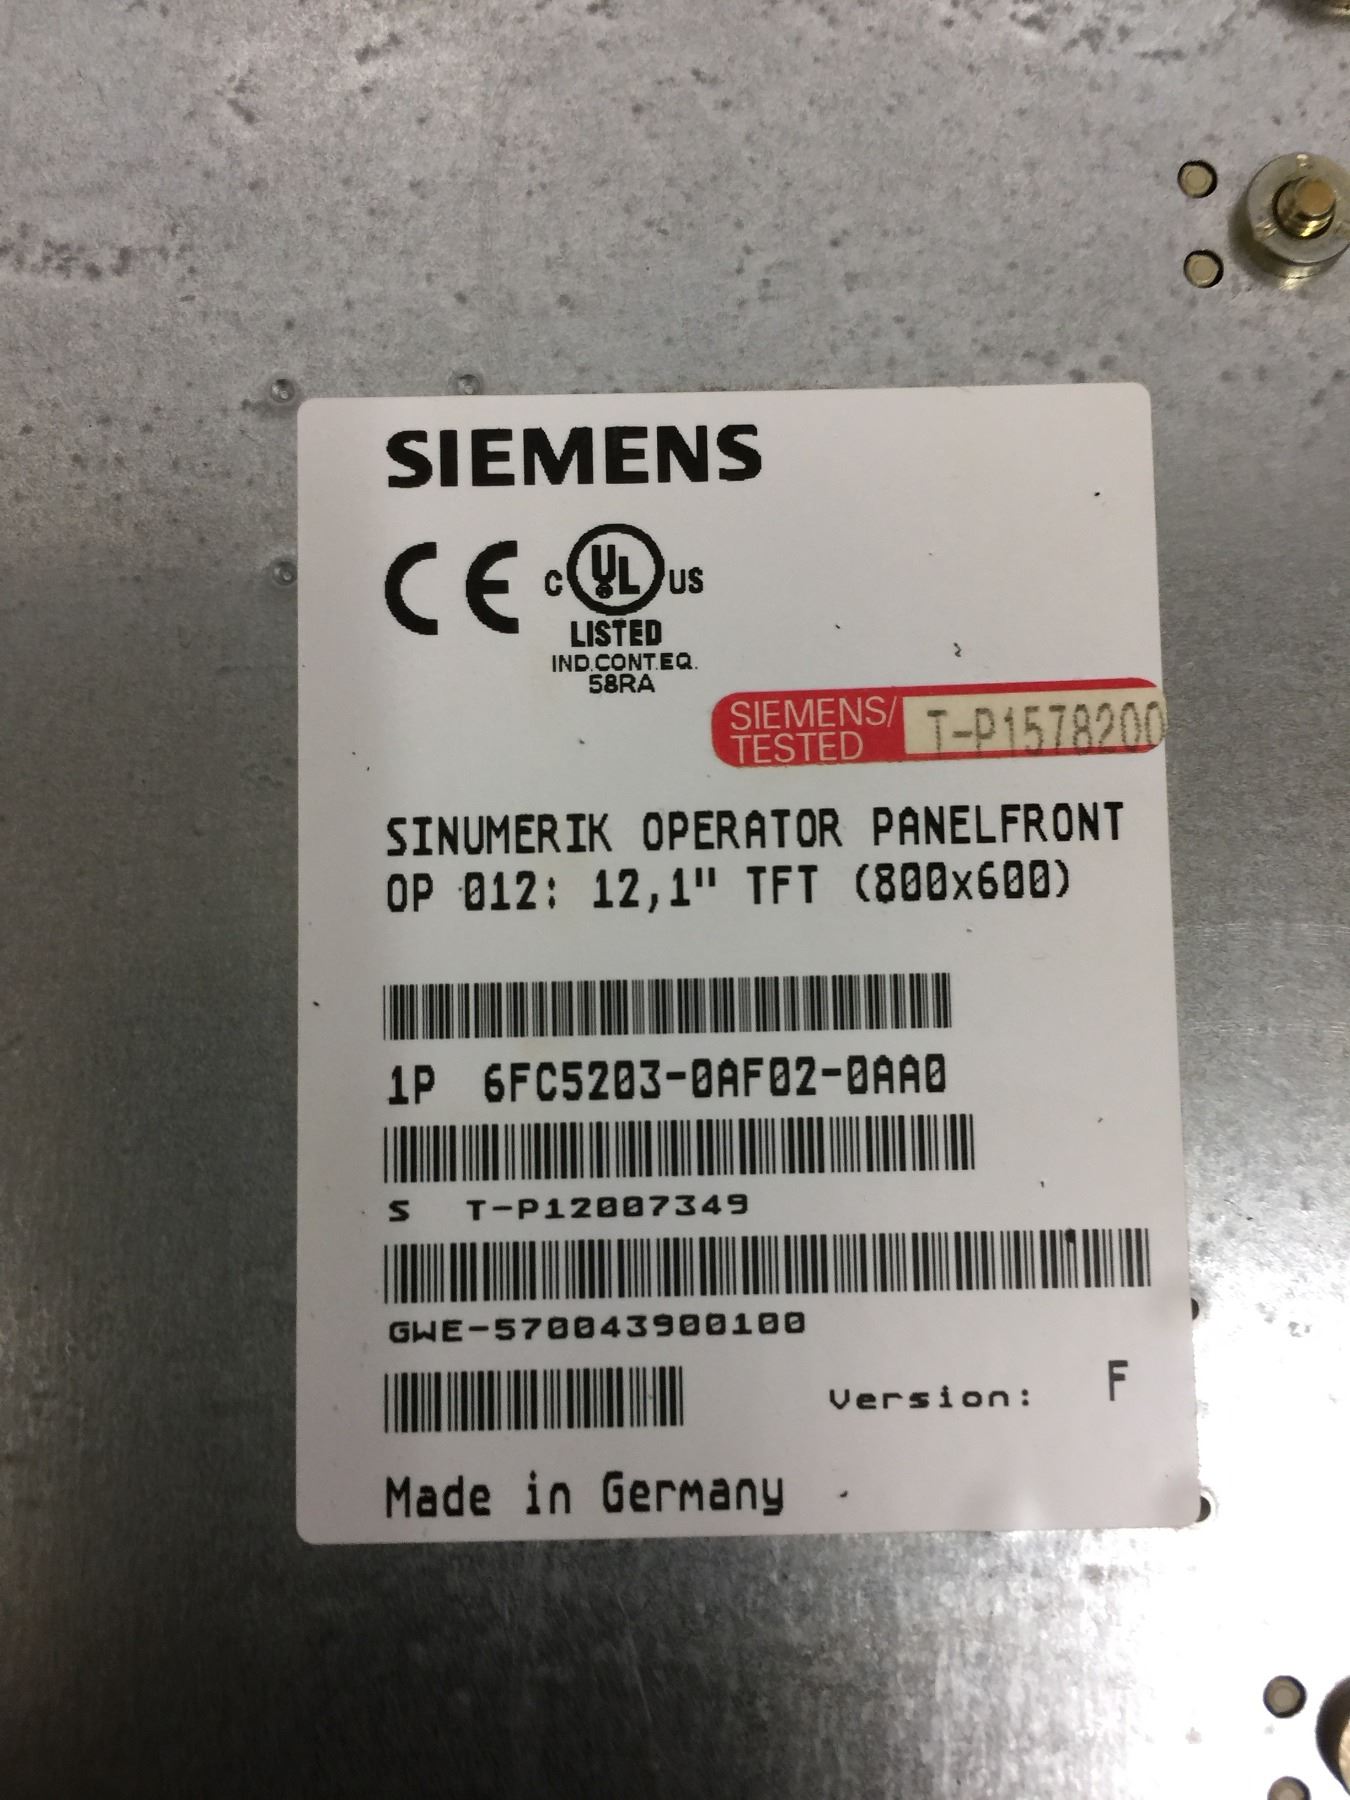 SIEMENS
CE C UL US
LISTED
IND.CONT.EQ.
58RA
SIEMENS/ TESTED T-P1578200
SINUMERIK OPERATOR PANELFRONT
OP 012: 12,1" TFT (800x600)
1P 6FC5203-0AF02-0AA0
S T-P12007349
GWE-570043900100
Version: F
Made in Germany